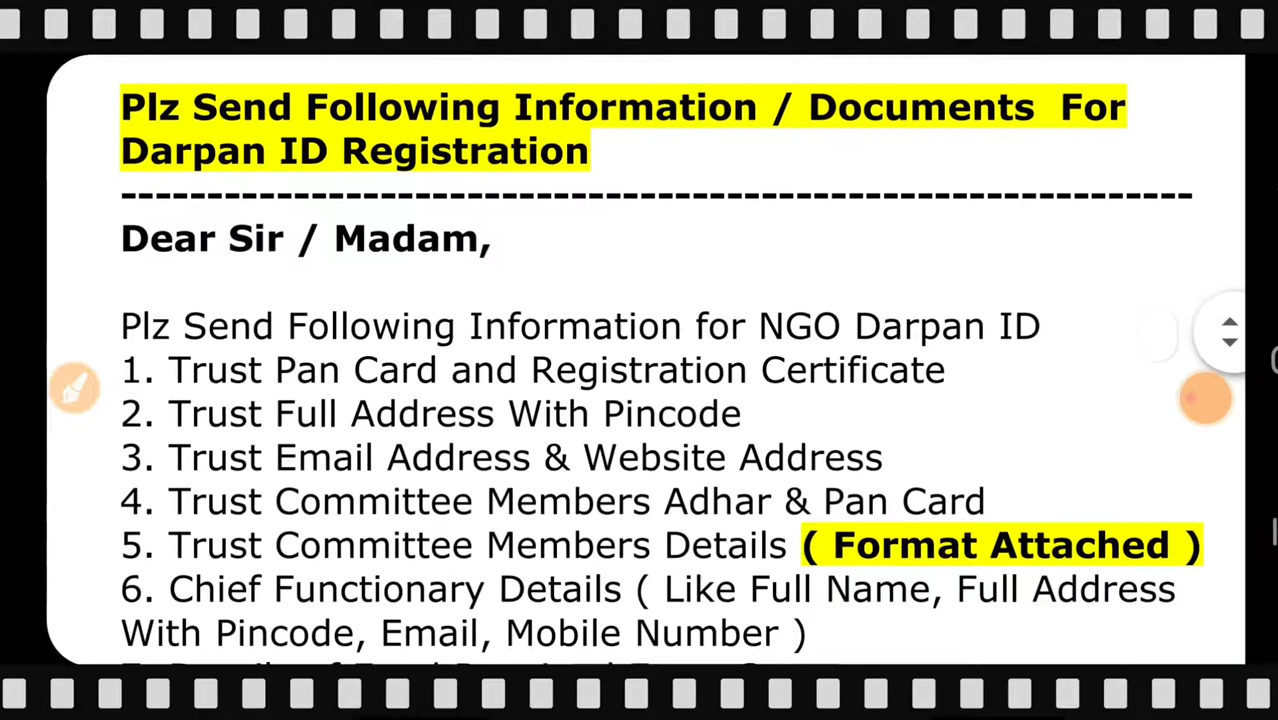 Plz Send Following Information / Documents For
Darpan ID Registration
--------------------------------------------------------------------------
Dear Sir / Madam,
Plz Send Following Information for NGO Darpan ID
1. Trust Pan Card and Registration Certificate
2. Trust Full Address With Pincode
3. Trust Email Address & Website Address
4. Trust Committee Members Adhar & Pan Card
5. Trust Committee Members Details ( Format Attached )
6. Chief Functionary Details ( Like Full Name, Full Address
With Pincode, Email, Mobile Number )